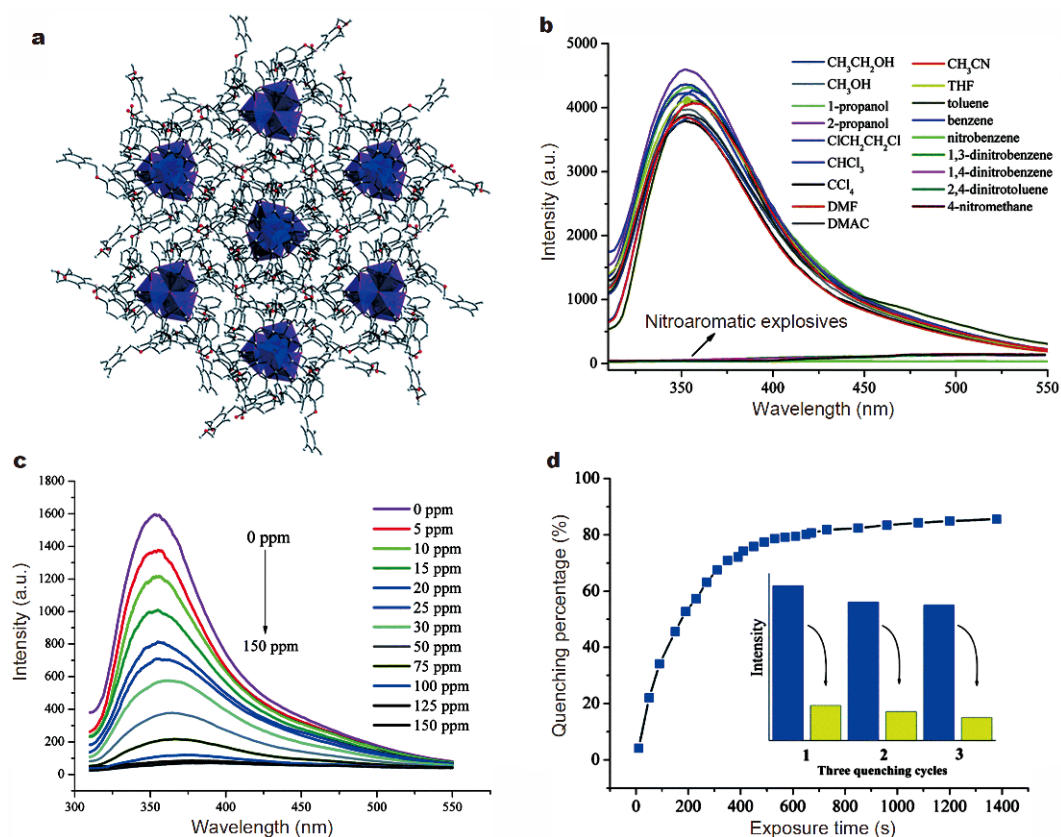 a
b
5000
4000
3000
2000
1000
0
Intensity (a.u.)
CH3CH2OH
CH3OH
1-propanol
2-propanol
ClCH2CH2Cl
CHCl3
CCl4
DMF
DMAC
CH3CN
THF
toluene
benzene
nitrobenzene
1,3-dinitrobenzene
1,4-dinitrobenzene
2,4-dinitrotoluene
4-nitromethane
Nitroaromatic explosives
350
400
450
500
550
Wavelength (nm)
c
1800
1600
1400
1200
1000
800
600
400
200
0
Intensity (a.u.)
0 ppm
150 ppm
0 ppm
5 ppm
10 ppm
15 ppm
20 ppm
25 ppm
30 ppm
50 ppm
75 ppm
100 ppm
125 ppm
150 ppm
300
350
400
450
500
550
Wavelength (nm)
d
100
80
60
40
20
0
Quenching percentage (%)
Intensity
1
2
3
Three quenching cycles
0
200
400
600
800
1000
1200
1400
Exposure time (s)